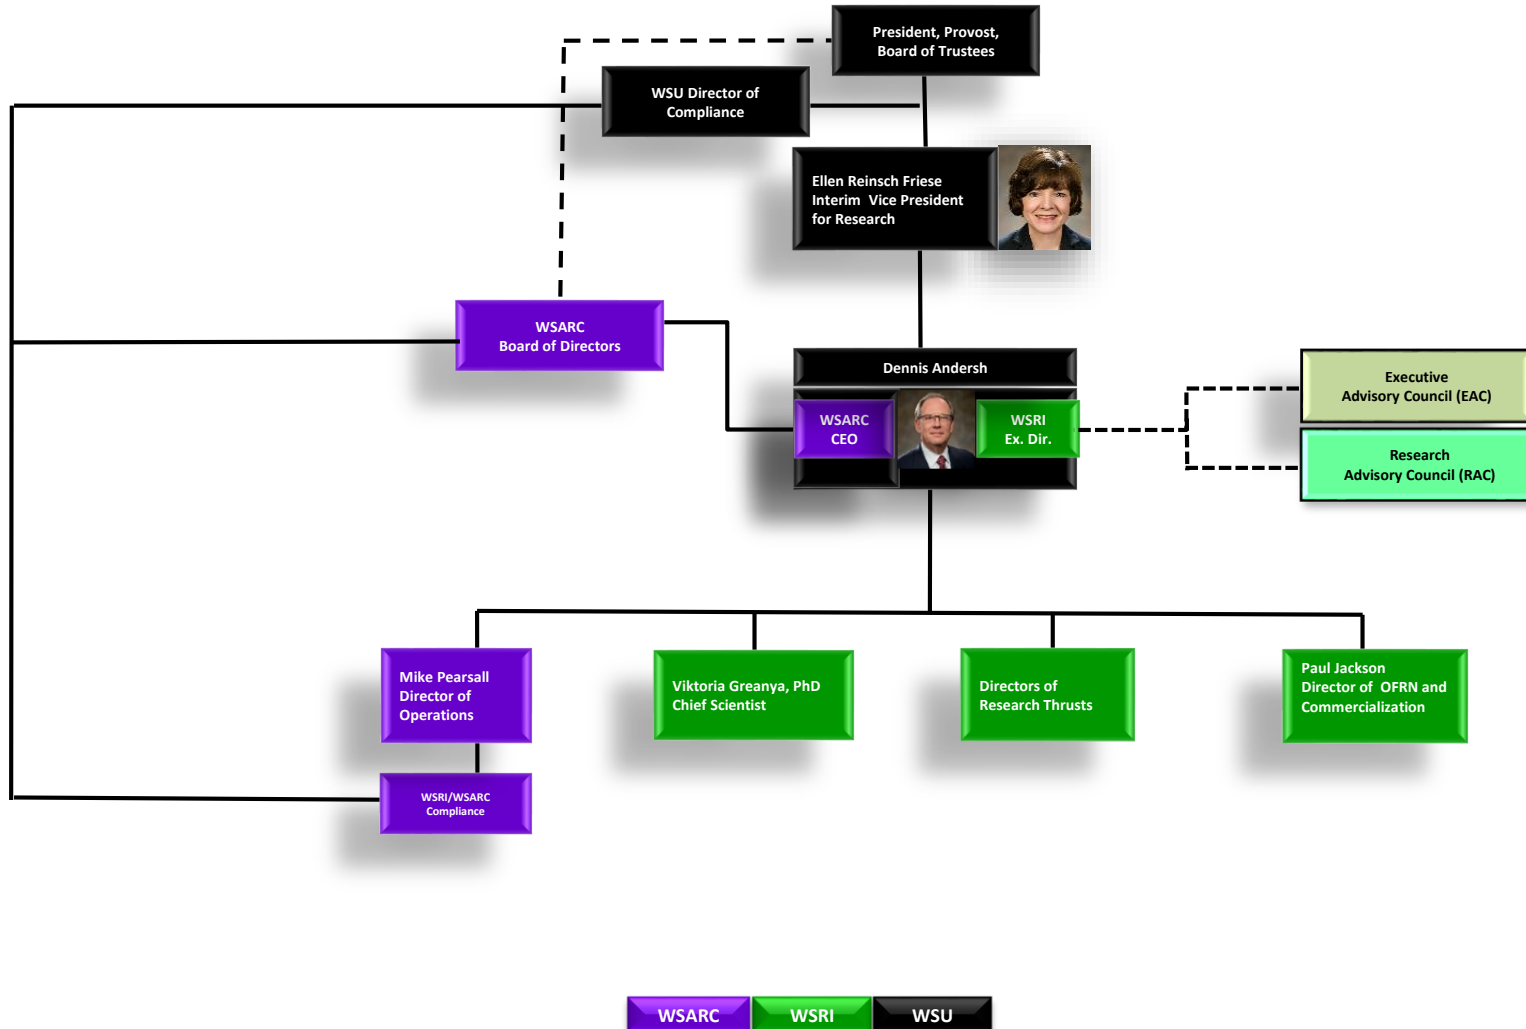 President, Provost,
Board of Trustees
WSU Director of
Compliance
Ellen Reinsch Friese
Interim  Vice President
for Research
WSARC
Board of Directors
Dennis Andersh
WSARC
CEO
WSRI
Ex. Dir.
Executive
Advisory Council (EAC)
Research
Advisory Council (RAC)
Mike Pearsall
Director of
Operations
Viktoria Greanya, PhD
Chief Scientist
Directors of
Research Thrusts
Paul Jackson
Director of  OFRN and
Commercialization
WSRI/WSARC
Compliance
WSARC
WSRI
WSU